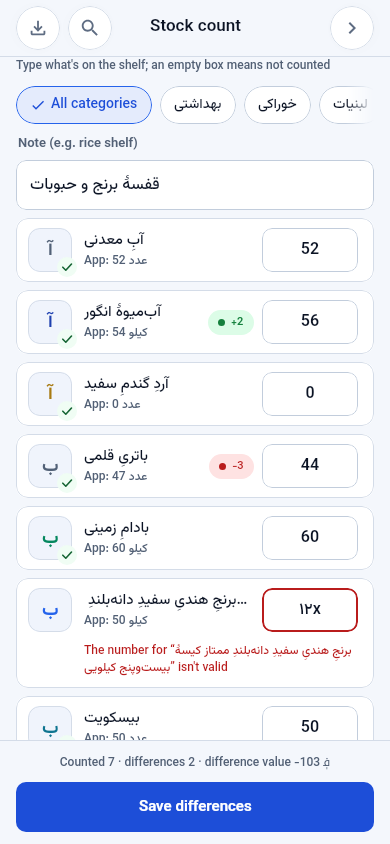 Stock count
Type what's on the shelf; an empty box means not counted
All categories
بهداشتی
خوراکی
لبنیات
Note (e.g. rice shelf)
قفسهٔ برنج و حبوبات
آ
آبِ معدنی
App: 52 عدد
52
آ
آب‌میوهٔ انگور
App: 54 کیلو
+2
56
آ
آردِ گندمِ سفید
App: 0 عدد
0
ب
باتریِ قلمی
App: 47 عدد
-3
44
ب
بادامِ زمینی
App: 60 کیلو
60
ب
برنجِ هندیِ سفیدِ دانه‌بلندِ…
App: 50 کیلو
۱۲x
The number for “برنجِ هندیِ سفیدِ دانه‌بلندِ ممتازِ کیسهٔ
بیست‌وپنج کیلویی” isn't valid
ب
بیسکویت
App: 50 عدد
50
Counted 7 · differences 2 · difference value -103 ؋
Save differences